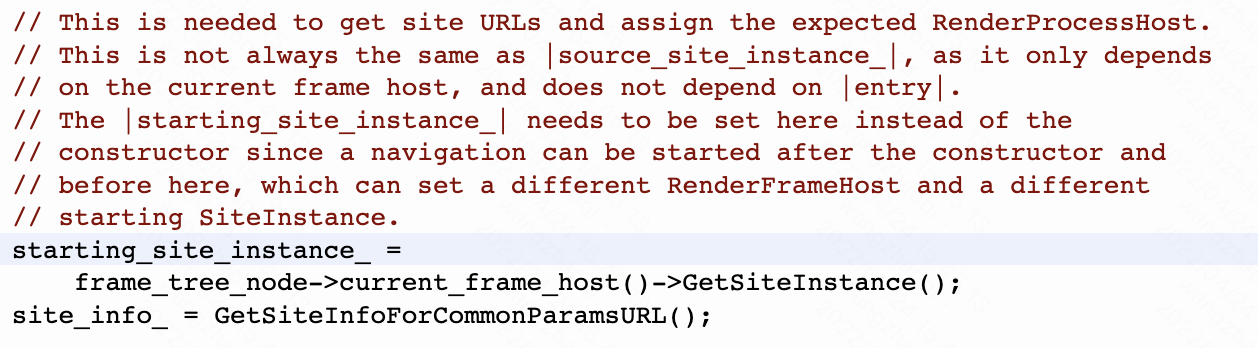 // This is needed to get site URLs and assign the expected RenderProcessHost.
// This is not always the same as |source_site_instance_|, as it only depends
// on the current frame host, and does not depend on |entry|.
// The |starting_site_instance_| needs to be set here instead of the
// constructor since a navigation can be started after the constructor and
// before here, which can set a different RenderFrameHost and a different
// starting SiteInstance.
starting_site_instance_ =
    frame_tree_node->current_frame_host()->GetSiteInstance();
site_info_ = GetSiteInfoForCommonParamsURL();